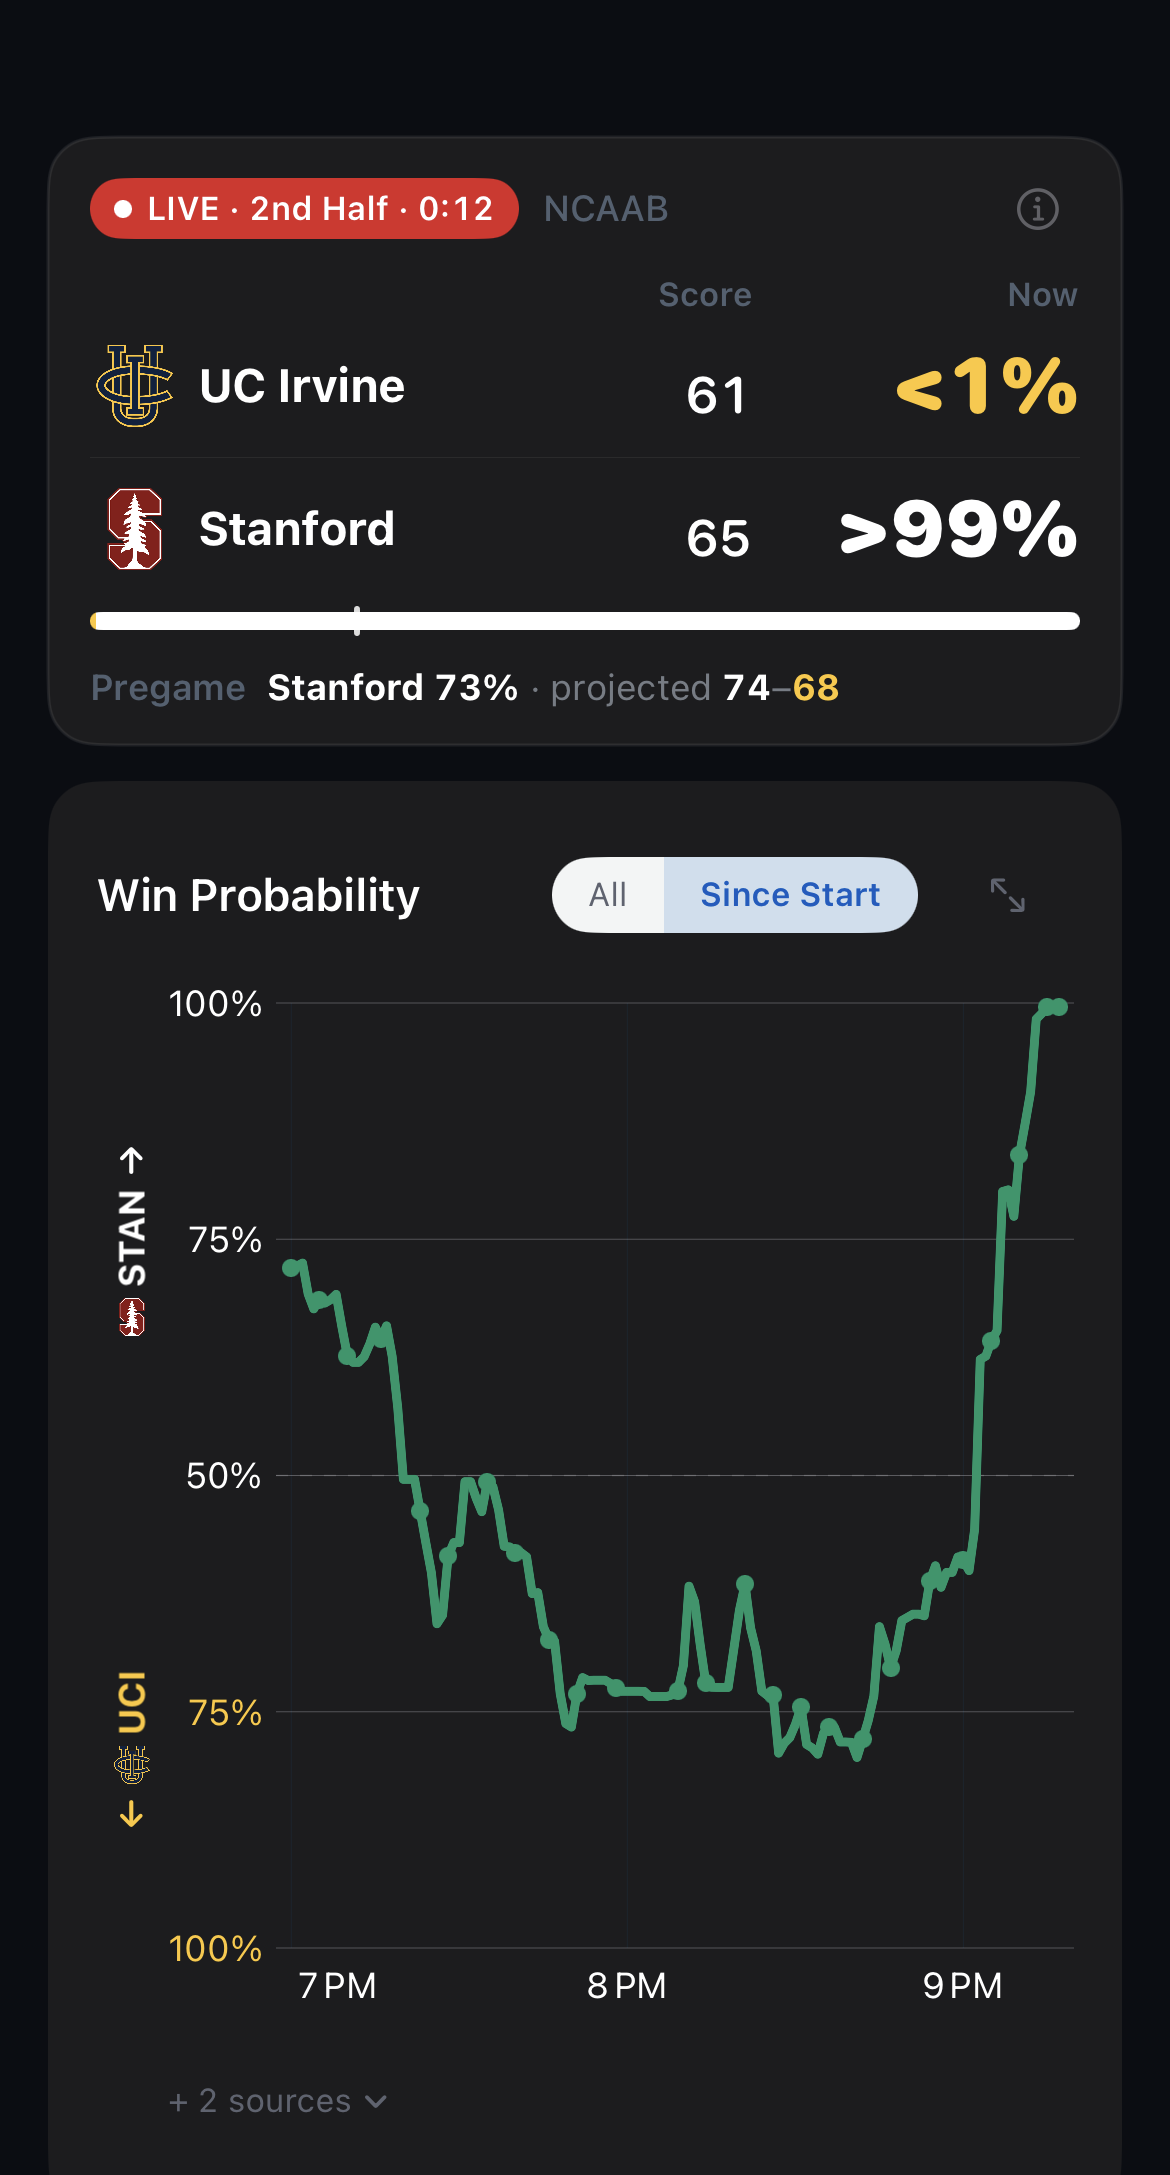 LIVE · 2nd Half · 0:12 NCAAB
Score Now
UC Irvine 61 <1%
Stanford 65 >99%
Pregame Stanford 73% · projected 74–68
Win Probability All Since Start
100%
STAN →
75%
50%
← UCI
75%
100%
7 PM 8 PM 9 PM
+ 2 sources